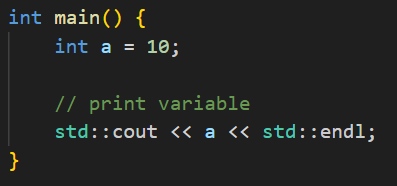 int main() {
    int a = 10;

    // print variable
    std::cout << a << std::endl;
}